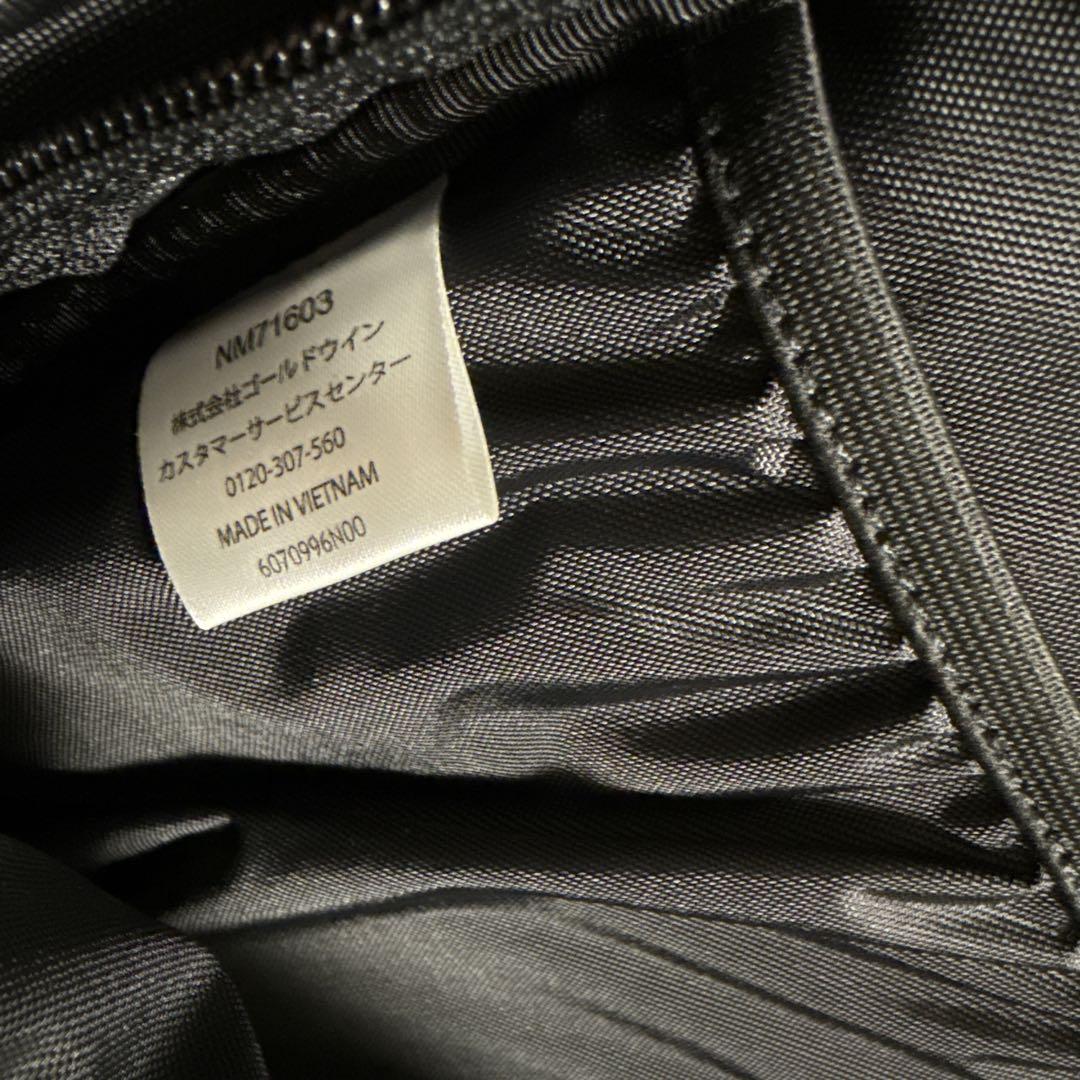 NM71603
株式会社ゴールドウイン
カスタマーサービスセンター
0120-307-560
MADE IN VIETNAM
6070996N00